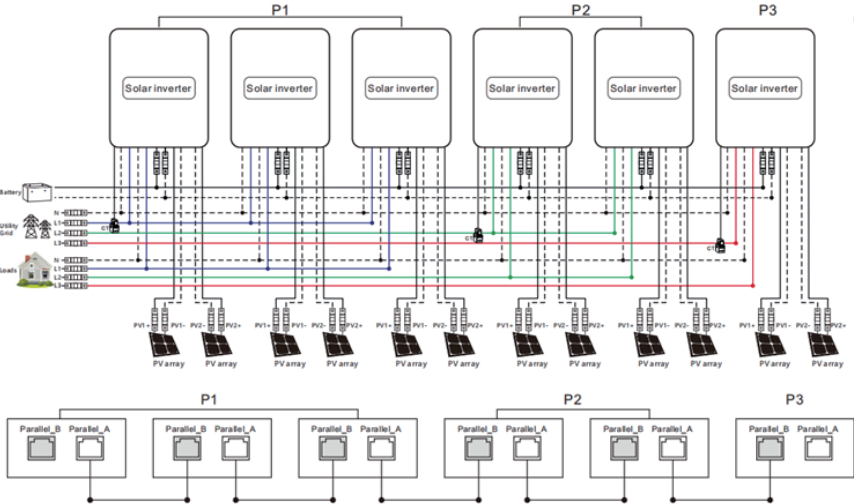 P1 P2 P3
Solar inverter Solar inverter Solar inverter Solar inverter Solar inverter Solar inverter
Battery
Utility
Grid
N
L1
L2
L3
CT
CT
CT
Loads
N
L1
L2
L3
PV1+ PV1- PV2- PV2+ PV1+ PV1- PV2- PV2+ PV1+ PV1- PV2- PV2+ PV1+ PV1- PV2- PV2+ PV1+ PV1- PV2- PV2+ PV1+ PV1- PV2- PV2+
PV array PV array PV array PV array PV array PV array PV array PV array PV array PV array PV array PV array
P1 P2 P3
Parallel_B Parallel_A Parallel_B Parallel_A Parallel_B Parallel_A Parallel_B Parallel_A Parallel_B Parallel_A Parallel_B Parallel_A